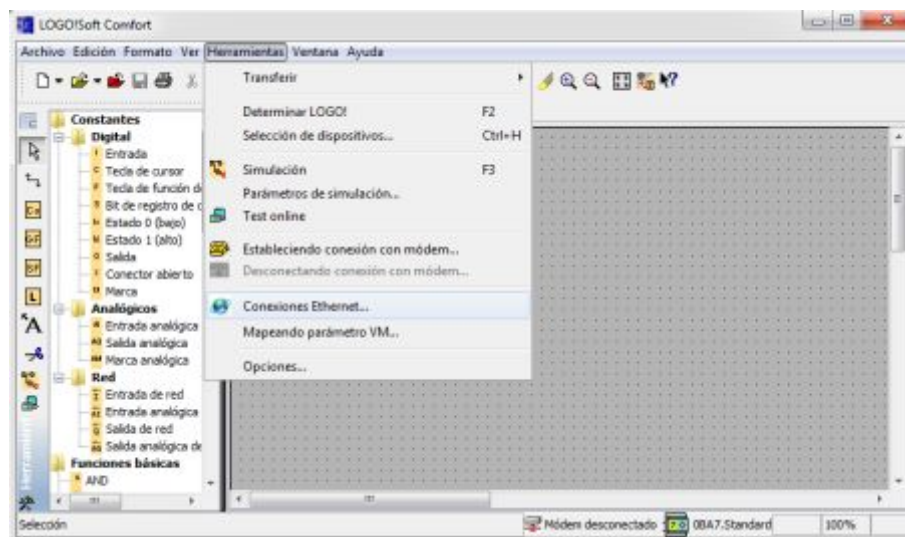 LOGO!Soft Comfort
Archivo Edición Formato Ver Herramientas Ventana Ayuda
Transferir
Determinar LOGO! F2
Selección de dispositivos... Ctrl+H
Simulación F3
Parámetros de simulación...
Test online
Estableciendo conexión con módem...
Desconectando conexión con módem...
Conexiones Ethernet...
Mapeando parámetro VM...
Opciones...
Constantes
Digital
Entrada
Tecla de cursor
Tecla de función d
Bit de registro de c
Estado 0 (bajo)
Estado 1 (alto)
Salida
Conector abierto
Marca
Analógicos
Entrada analógica
Salida analógica
Marca analógica
Red
Entrada de red
Entrada analógica
Salida de red
Salida analógica de
Funciones básicas
AND
Selección
Módem desconectado
0BA7.Standard
100%